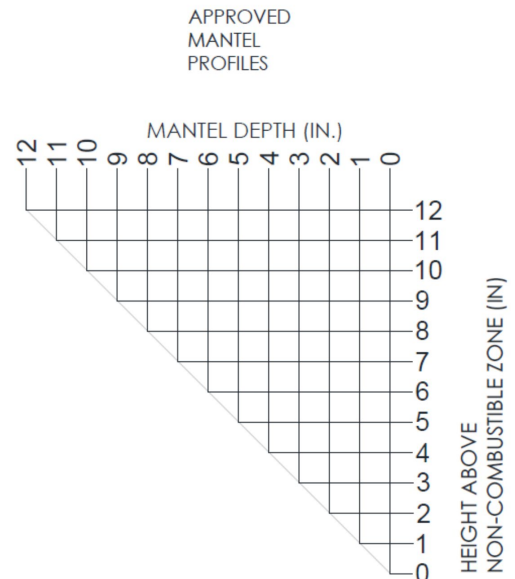 APPROVED
MANTEL
PROFILES
MANTEL DEPTH (IN.)
12 11 10 9 8 7 6 5 4 3 2 1 0
12
11
10
9
8
7
6
5
4
3
2
1
0
HEIGHT ABOVE
NON-COMBUSTIBLE ZONE (IN)